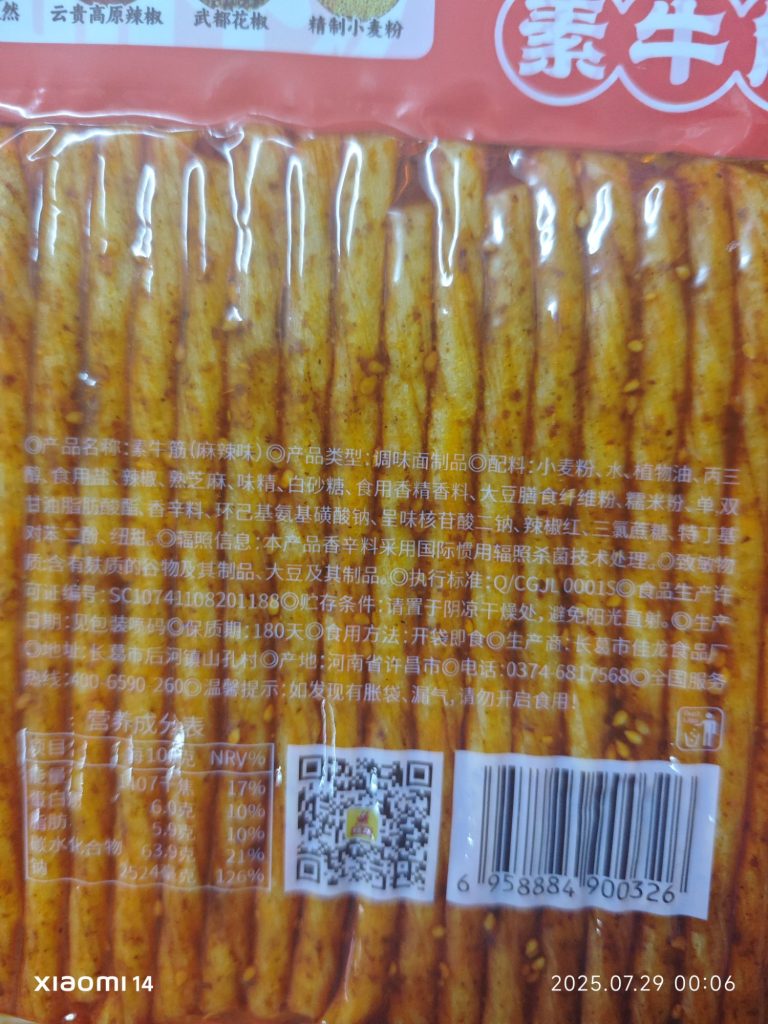 然 云贵高原辣椒 武都花椒 精制小麦粉
素牛
◎产品名称:素牛筋(麻辣味)◎产品类型:调味面制品◎配料:小麦粉、水、植物油、丙三
醇、食用盐、辣椒、熟芝麻、味精、白砂糖、食用香精香料、大豆膳食纤维粉、糯米粉、单,双
甘油脂肪酸酯、香辛料、环己基氨基磺酸钠、呈味核苷酸二钠、辣椒红、三氯蔗糖、特丁基
对苯二酚、纽甜。◎辐照信息:本产品香辛料采用国际惯用辐照杀菌技术处理。◎致敏物
质:含有麸质的谷物及其制品、大豆及其制品。◎执行标准:Q/CGJL 0001S◎食品生产许
可证编号:SC10741108201188◎贮存条件:请置于阴凉干燥处,避免阳光直射。◎生产
日期:见包装喷码◎保质期:180天◎食用方法:开袋即食◎生产商:长葛市佳龙食品厂
◎地址:长葛市后河镇山孔村◎产地:河南省许昌市◎电话:0374-6817568◎全国服务
热线:400-6590-260◎温馨提示:如发现有胀袋、漏气,请勿开启食用!
营养成分表
项目 每100克 NRV%
能量 17%
蛋白质 6.0克 10%
脂肪 5.9克 10%
碳水化合物 63.9克 21%
钠 2524毫克 126%
6 958884 900326
xiaomi 14 2025.07.29 00:06